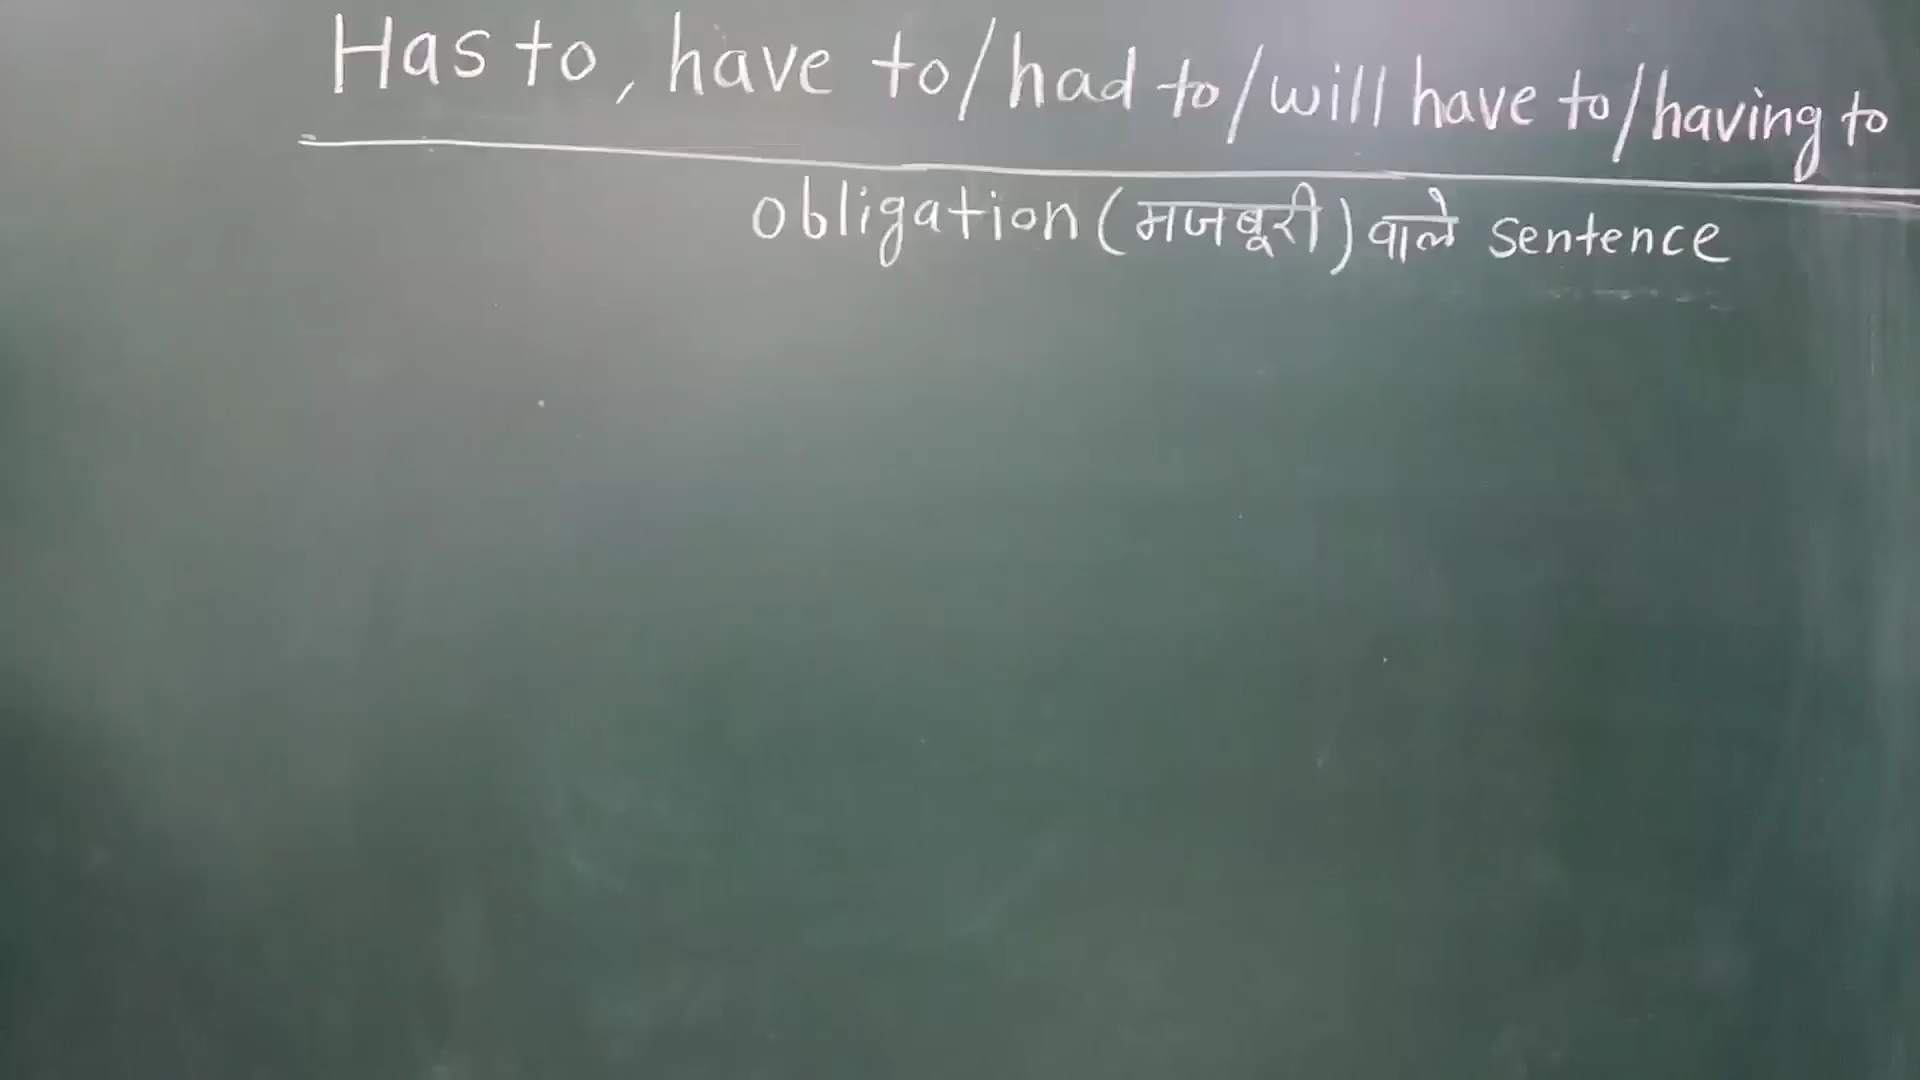 Has to, have to/had to/will have to/having to
obligation (मजबूरी) वाले sentence